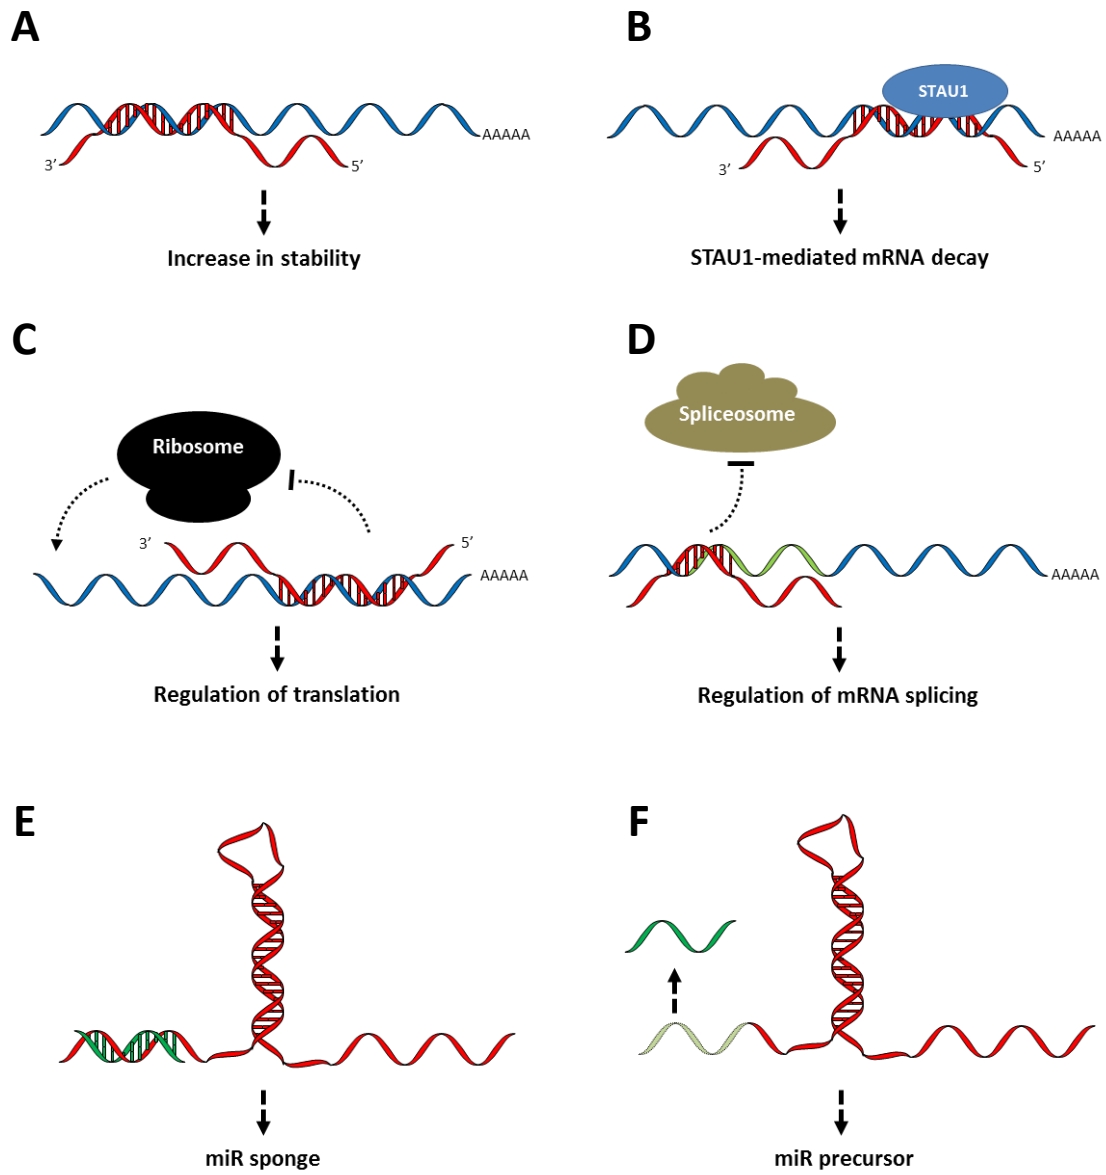 A
B
STAU1
AAAAA
AAAAA
3’
5’
3’
5’
Increase in stability
STAU1-mediated mRNA decay
C
D
Spliceosome
Ribosome
3’
5’
AAAAA
AAAAA
Regulation of translation
Regulation of mRNA splicing
E
F
miR sponge
miR precursor